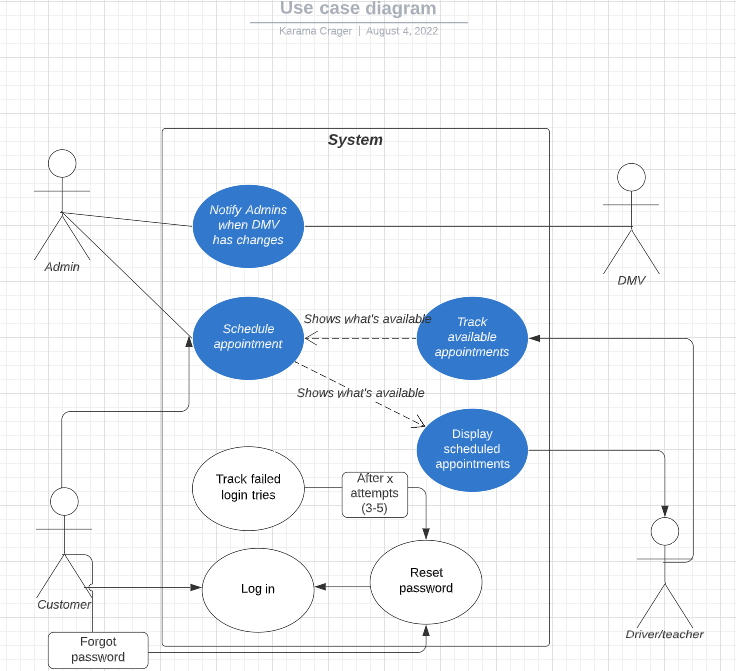 Use case diagram
Karama Crager | August 4, 2022
System
Notify Admins
when DMV
has changes
Admin
DMV
Schedule
appointment
Shows what's available
Track
available
appointments
Shows what's available
Display
scheduled
appointments
Track failed
login tries
After x
attempts
(3-5)
Reset
password
Log in
Customer
Driver/teacher
Forgot
password